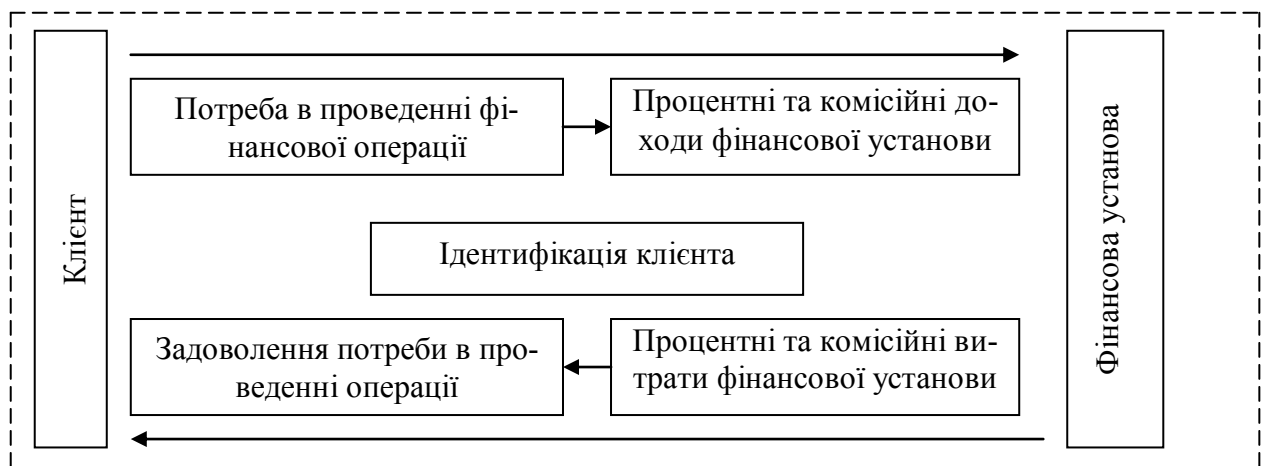 Клієнт
Потреба в проведенні фі-
нансової операції
Процентні та комісійні до-
ходи фінансової установи
Ідентифікація клієнта
Задоволення потреби в про-
веденні операції
Процентні та комісійні ви-
трати фінансової установи
Фінансова установа